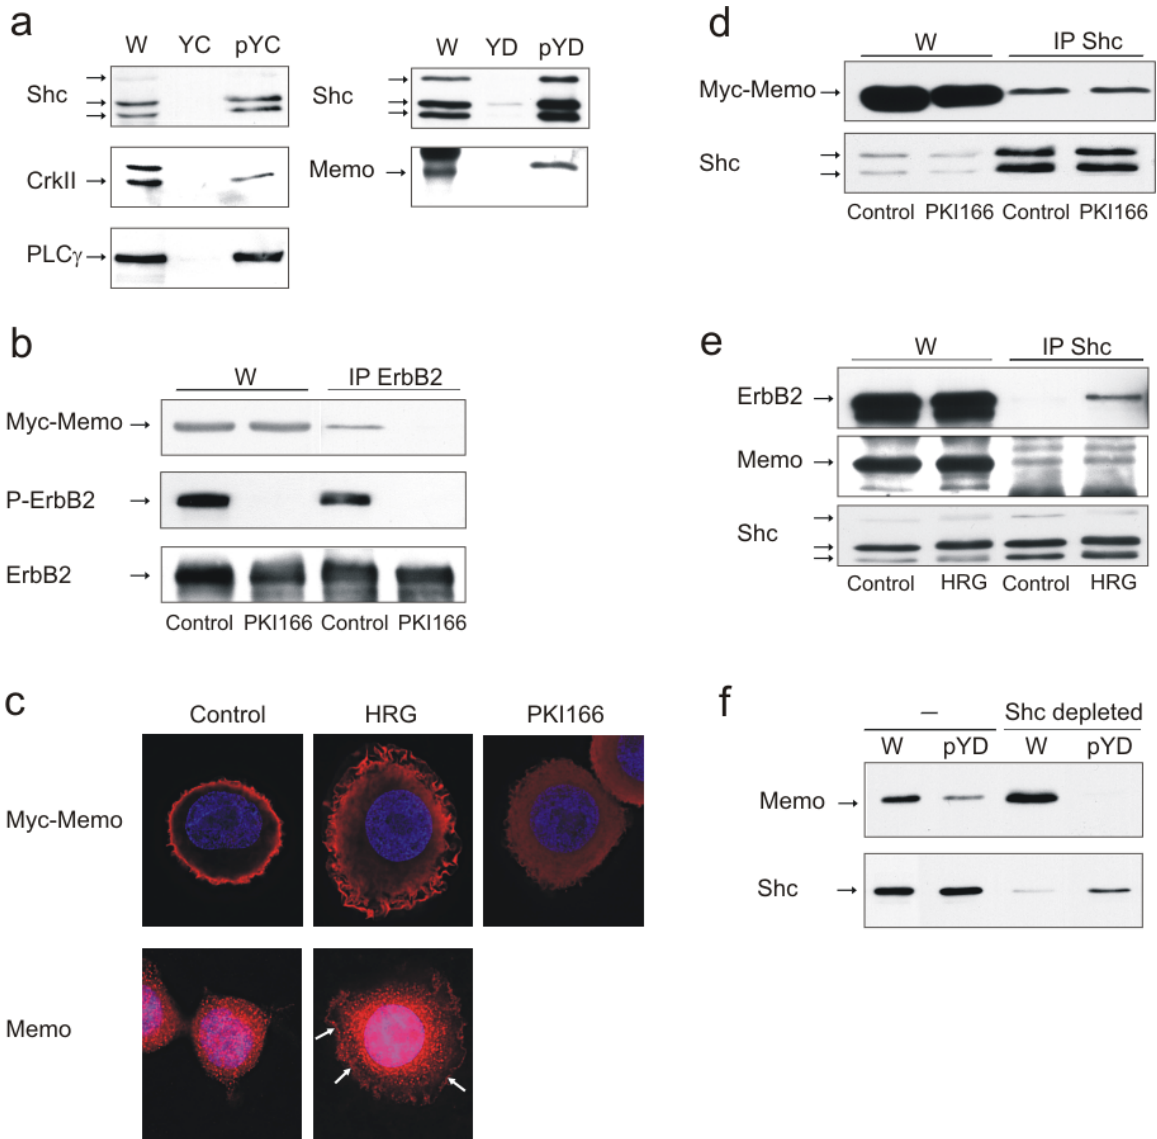 a
W YC pYC
Shc
CrkII
PLCγ
W YD pYD
Shc
Memo
b
W IP ErbB2
Myc-Memo
P-ErbB2
ErbB2
Control PKI166 Control PKI166
c
Control HRG PKI166
Myc-Memo
Memo
d
W IP Shc
Myc-Memo
Shc
Control PKI166 Control PKI166
e
W IP Shc
ErbB2
Memo
Shc
Control HRG Control HRG
f
– Shc depleted
W pYD W pYD
Memo
Shc